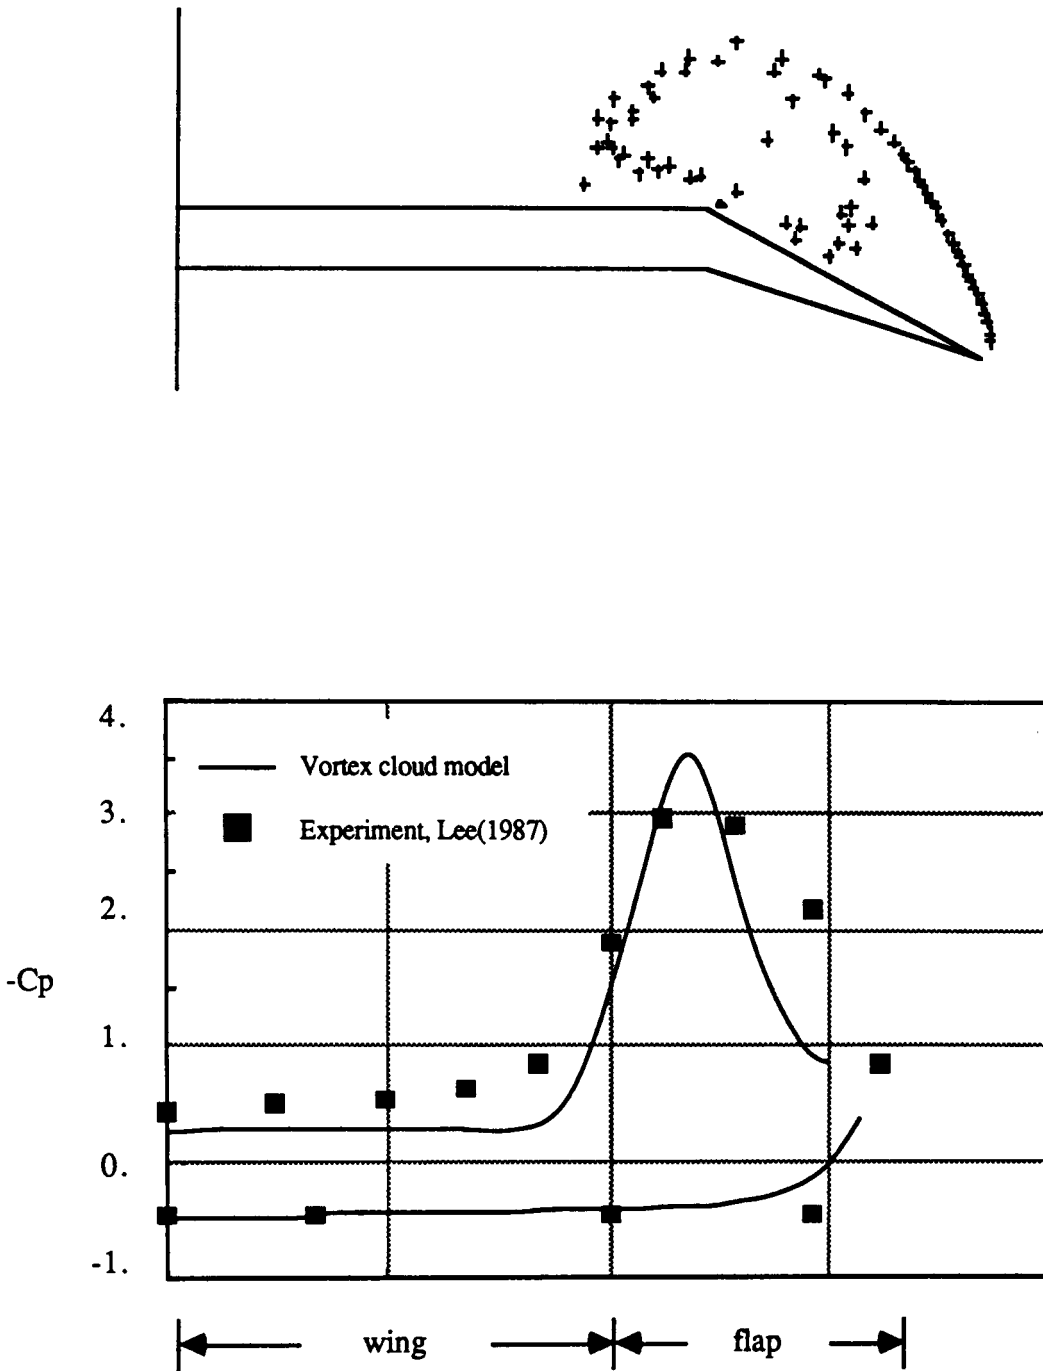 4.
Vortex cloud model
3.
Experiment, Lee(1987)
2.
-Cp
1.
0.
-1.
wing
flap